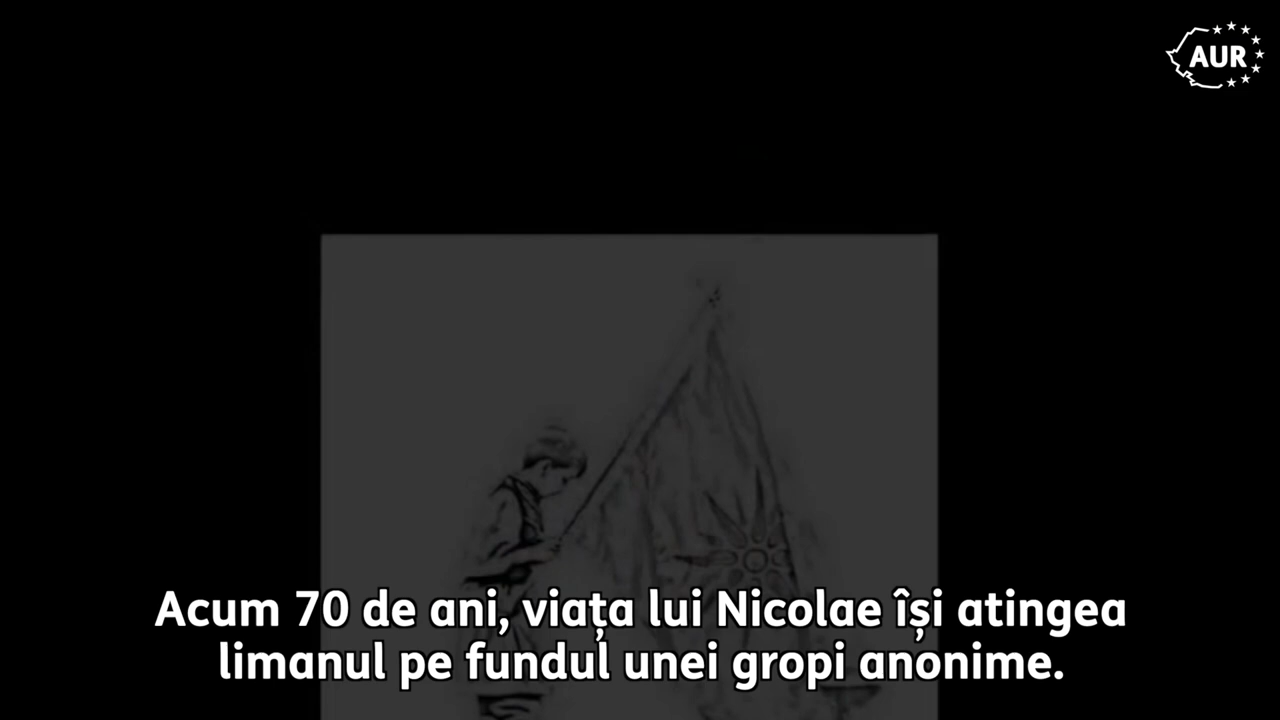 AUR
Acum 70 de ani, viața lui Nicolae își atingea
limanul pe fundul unei gropi anonime.